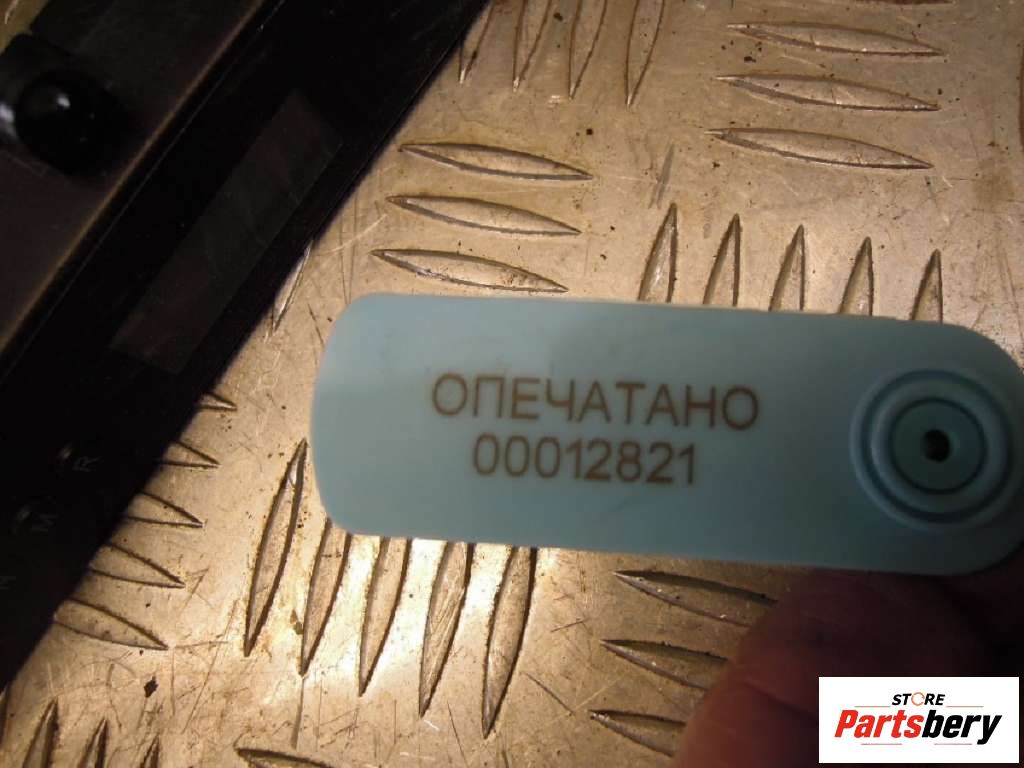 ОПЕЧАТАНО
00012821
R
M
H
STORE
Partsbery